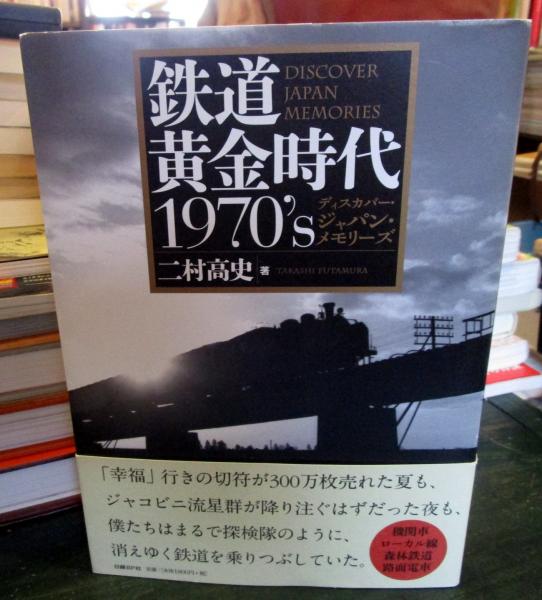 鉄道
DISCOVER
JAPAN
MEMORIES
黄金時代
1970's
ディスカバー・
ジャパン・
メモリーズ
二村高史 著
TAKASHI FUTAMURA
「幸福」行きの切符が300万枚売れた夏も、
ジャコビニ流星群が降り注ぐはずだった夜も、
僕たちはまるで探検隊のように、
消えゆく鉄道を乗りつぶしていた。
機関車
ローカル線
森林鉄道
路面電車
日経BP社